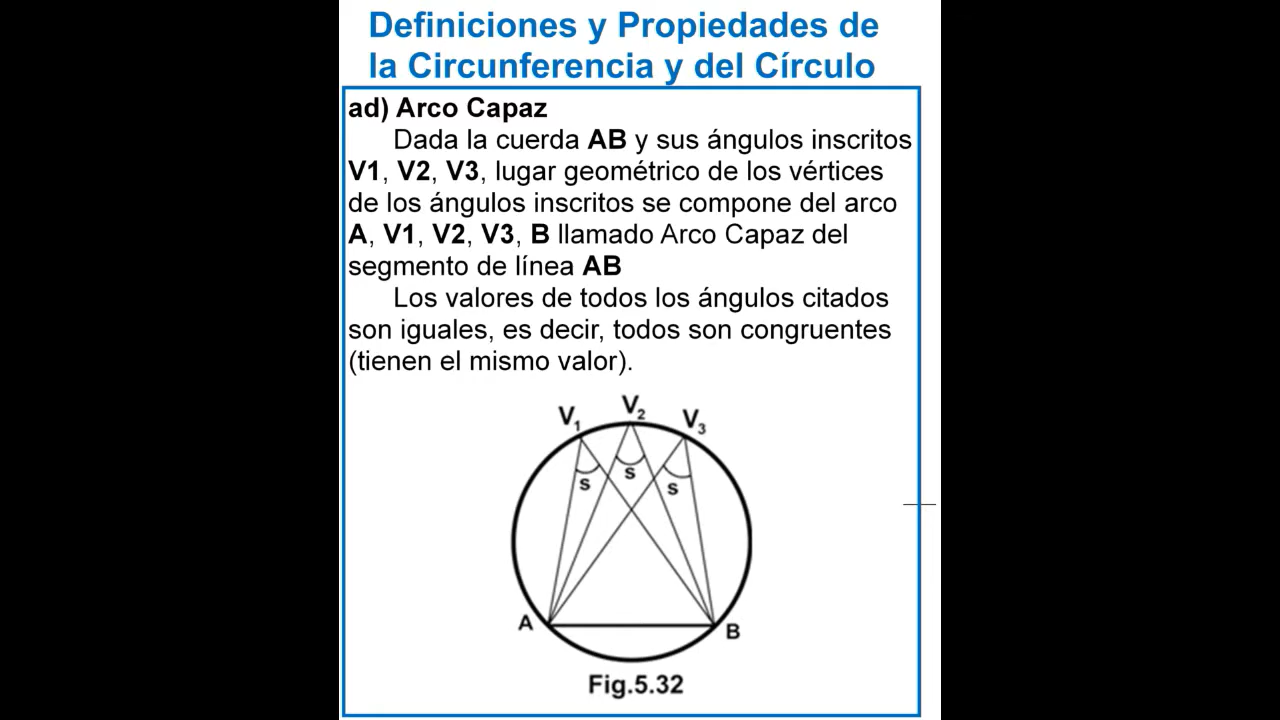 Definiciones y Propiedades de
la Circunferencia y del Círculo
ad) Arco Capaz
Dada la cuerda AB y sus ángulos inscritos
V1, V2, V3, lugar geométrico de los vértices
de los ángulos inscritos se compone del arco
A, V1, V2, V3, B llamado Arco Capaz del
segmento de línea AB
Los valores de todos los ángulos citados
son iguales, es decir, todos son congruentes
(tienen el mismo valor).
V1 V2 V3
s s s
A B
Fig.5.32